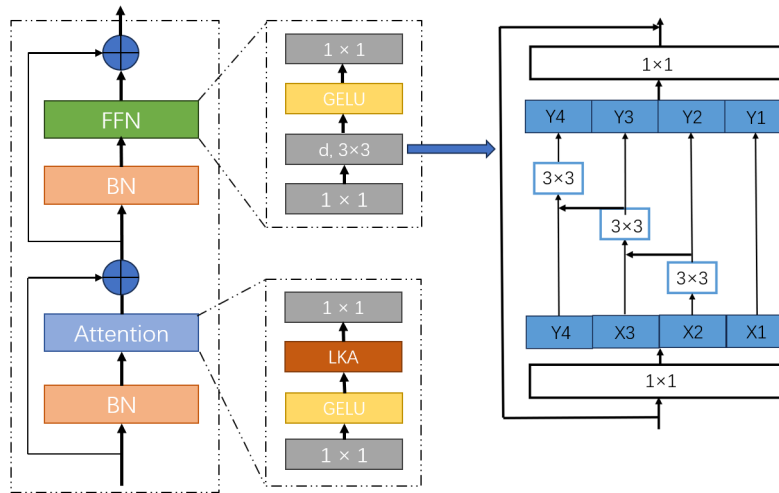 FFN
BN
Attention
BN
1 × 1
GELU
d, 3×3
1 × 1
1 × 1
LKA
GELU
1 × 1
1×1
Y4 Y3 Y2 Y1
3×3
3×3
3×3
Y4 X3 X2 X1
1×1